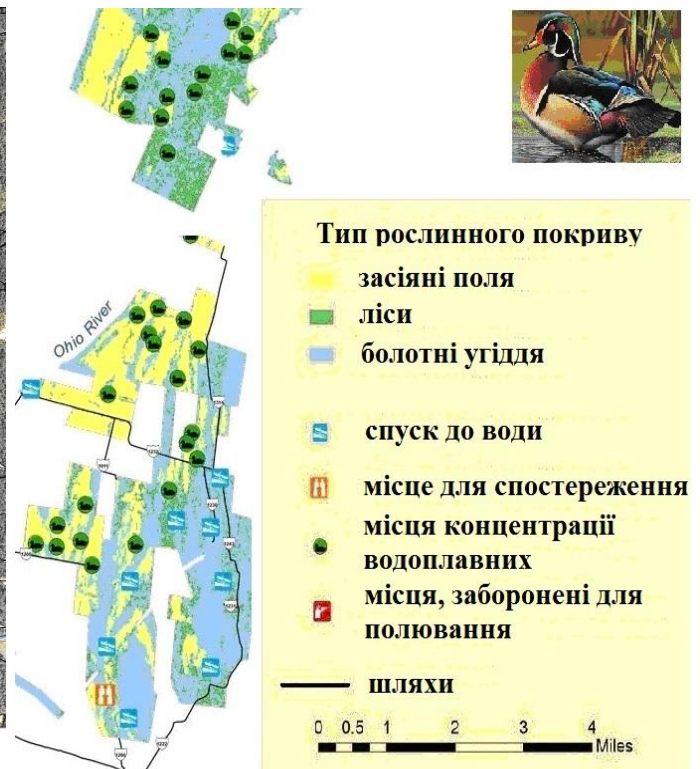 Ohio River
Тип рослинного покриву
засіяні поля
ліси
болотні угіддя
спуск до води
місце для спостереження
місця концентрації
водоплавних
місця, заборонені для
полювання
шляхи
0 0.5 1 2 3 4
Miles